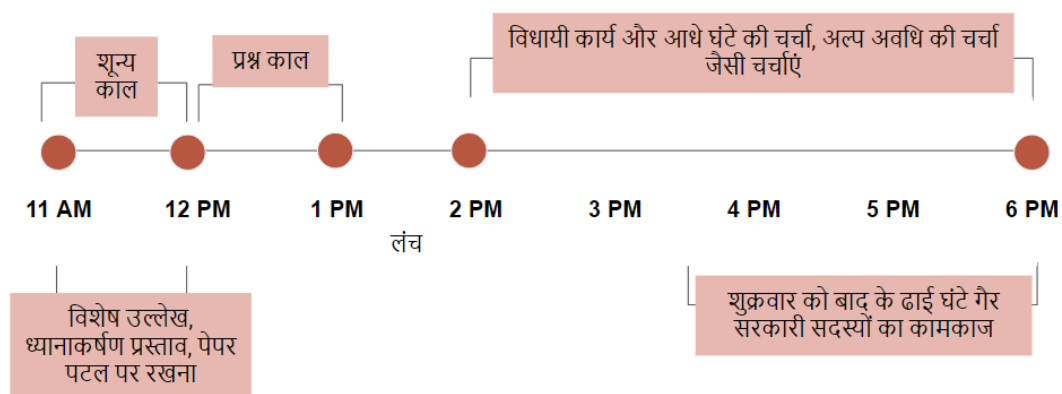 शून्य
काल
प्रश्न काल
विधायी कार्य और आधे घंटे की चर्चा, अल्प अवधि की चर्चा
जैसी चर्चाएं
11 AM 12 PM 1 PM 2 PM 3 PM 4 PM 5 PM 6 PM
लंच
विशेष उल्लेख,
ध्यानाकर्षण प्रस्ताव, पेपर
पटल पर रखना
शुक्रवार को बाद के ढाई घंटे गैर
सरकारी सदस्यों का कामकाज